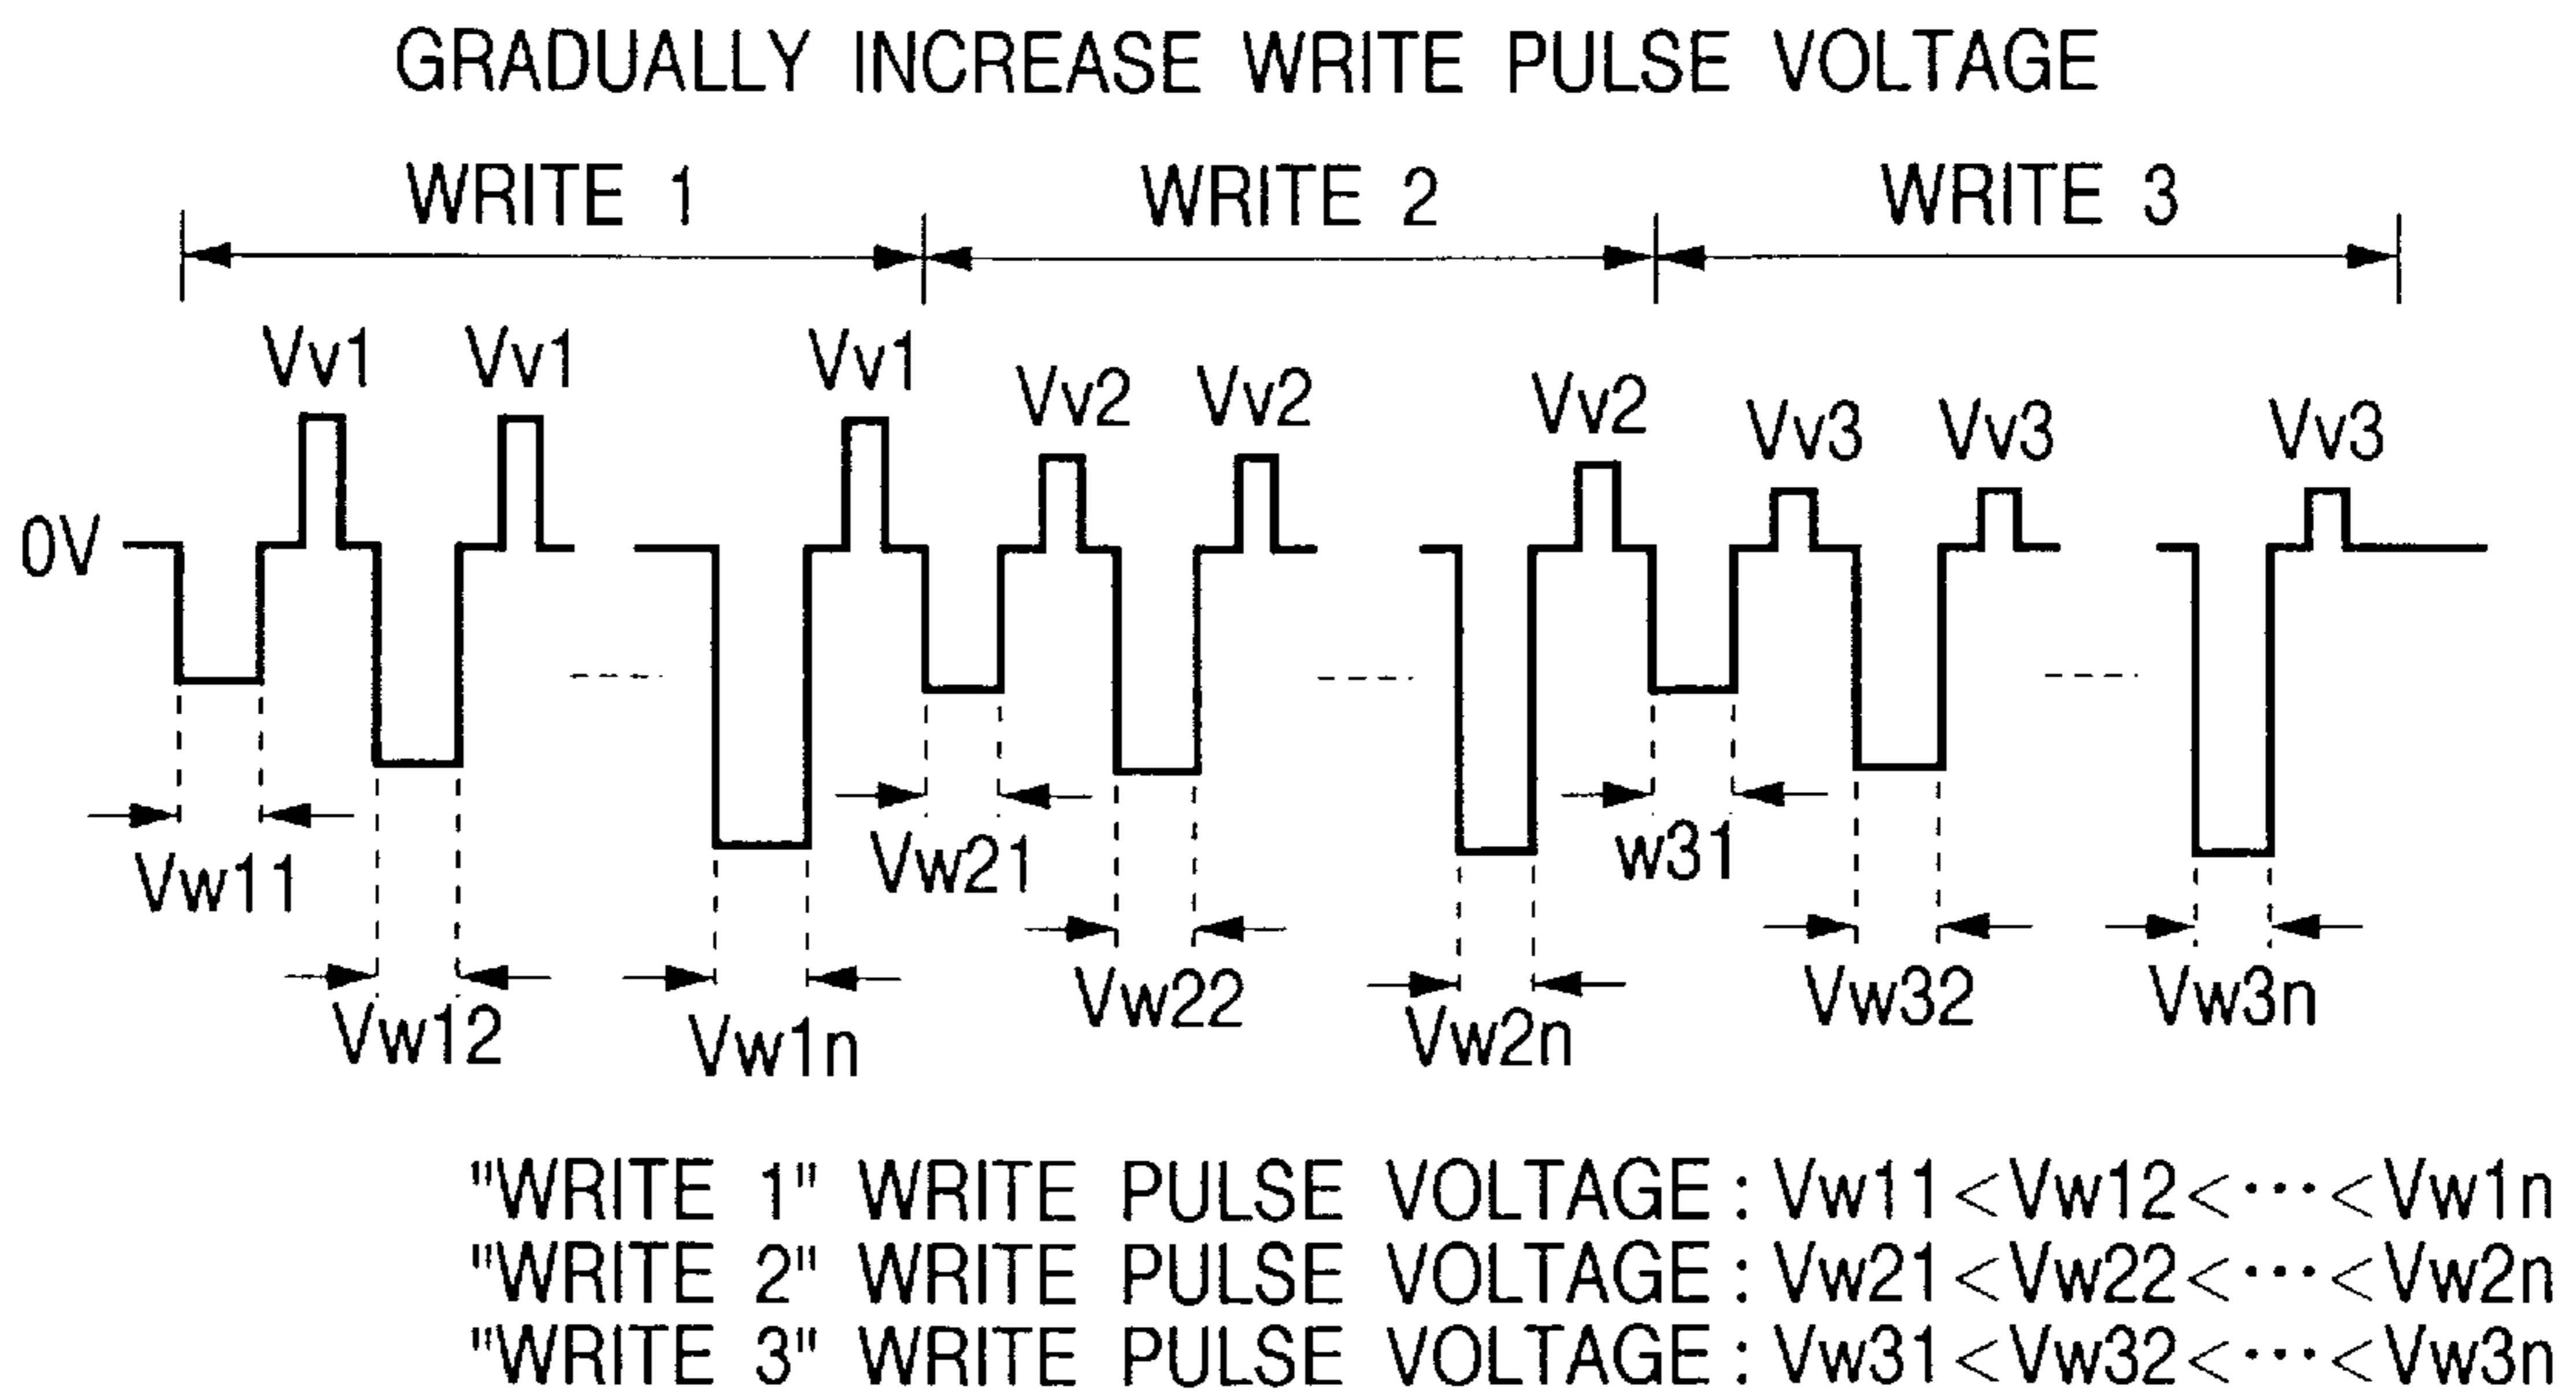 GRADUALLY INCREASE WRITE PULSE VOLTAGE
WRITE 1 WRITE 2 WRITE 3
Vv1 Vv1 Vv1 Vv2 Vv2 Vv2 Vv3 Vv3 Vv3
0V
Vw11 Vw21 w31
Vw12 Vw1n Vw22 Vw2n Vw32 Vw3n
"WRITE 1" WRITE PULSE VOLTAGE : Vw11<Vw12<···<Vw1n
"WRITE 2" WRITE PULSE VOLTAGE : Vw21<Vw22<···<Vw2n
"WRITE 3" WRITE PULSE VOLTAGE : Vw31<Vw32<···<Vw3n